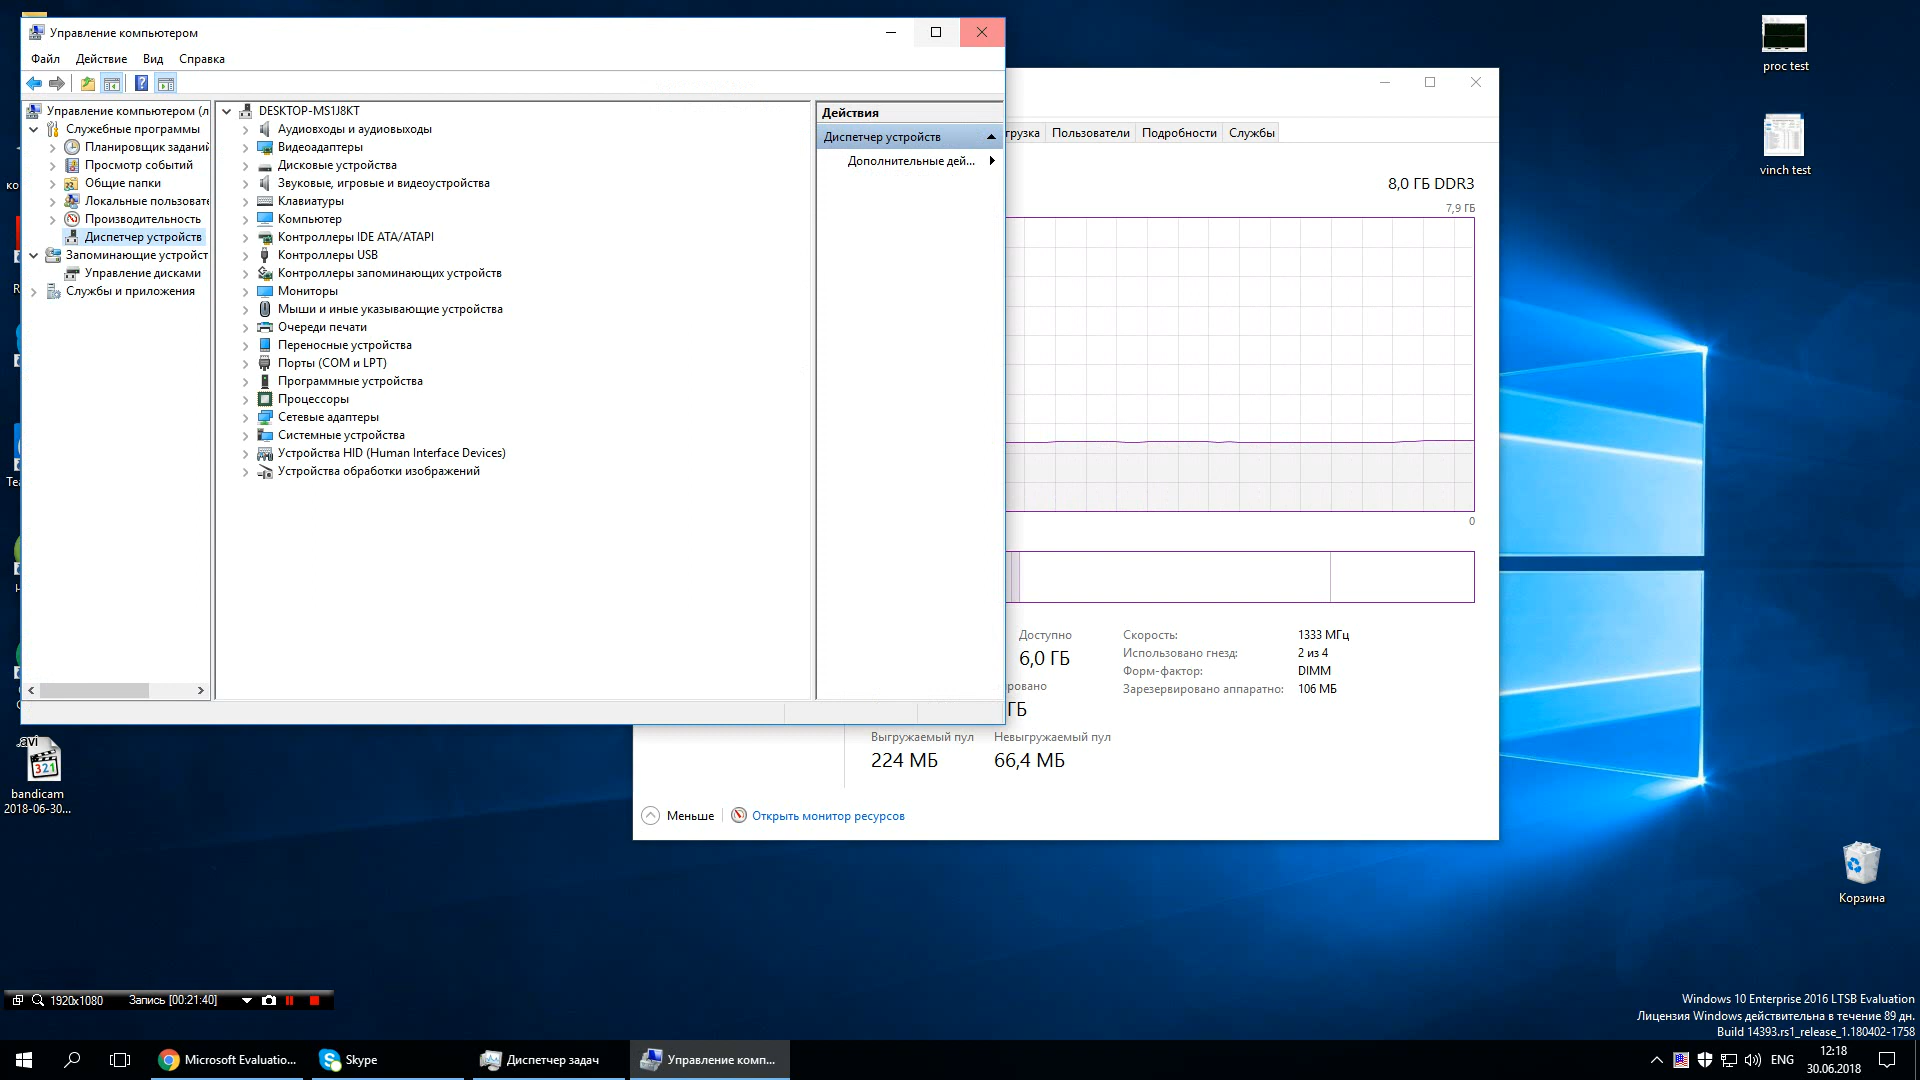 Управление компьютером
Файл Действие Вид Справка
Управление компьютером (л
Служебные программы
Планировщик заданий
Просмотр событий
Общие папки
Локальные пользовате
Производительность
Диспетчер устройств
Запоминающие устройст
Управление дисками
Службы и приложения
DESKTOP-MS1J8KT
Аудиовходы и аудиовыходы
Видеоадаптеры
Дисковые устройства
Звуковые, игровые и видеоустройства
Клавиатуры
Компьютер
Контроллеры IDE ATA/ATAPI
Контроллеры USB
Контроллеры запоминающих устройств
Мониторы
Мыши и иные указывающие устройства
Очереди печати
Переносные устройства
Порты (COM и LPT)
Программные устройства
Процессоры
Сетевые адаптеры
Системные устройства
Устройства HID (Human Interface Devices)
Устройства обработки изображений
Действия
Диспетчер устройств
Дополнительные дей...
грузка Пользователи Подробности Службы
8,0 ГБ DDR3
7,9 ГБ
0
Доступно
6,0 ГБ
ровано
ГБ
Скорость: 1333 МГц
Использовано гнезд: 2 из 4
Форм-фактор: DIMM
Зарезервировано аппаратно: 106 МБ
Выгружаемый пул Невыгружаемый пул
224 МБ 66,4 МБ
Меньше Открыть монитор ресурсов
proc test
vinch test
Корзина
ко
R
Tea
.avi
321
bandicam
2018-06-30...
1920x1080 Запись [00:21:40]
Windows 10 Enterprise 2016 LTSB Evaluation
Лицензия Windows действительна в течение 89 дн.
Build 14393.rs1_release_1.180402-1758
Microsoft Evaluatio...
Skype
Диспетчер задач
Управление комп...
ENG
12:18
30.06.2018